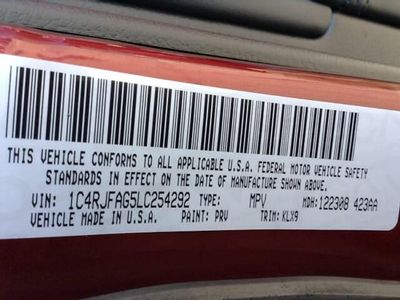 THIS VEHICLE CONFORMS TO ALL APPLICABLE U.S.A. FEDERAL MOTOR VEHICLE SAFETY
STANDARDS IN EFFECT ON THE DATE OF MANUFACTURE SHOWN ABOVE.
VIN: 1C4RJFAG5LC254292 TYPE: MPV MDH: 122308 423AA
VEHICLE MADE IN U.S.A. PAINT: PRV TRIM: KLX9